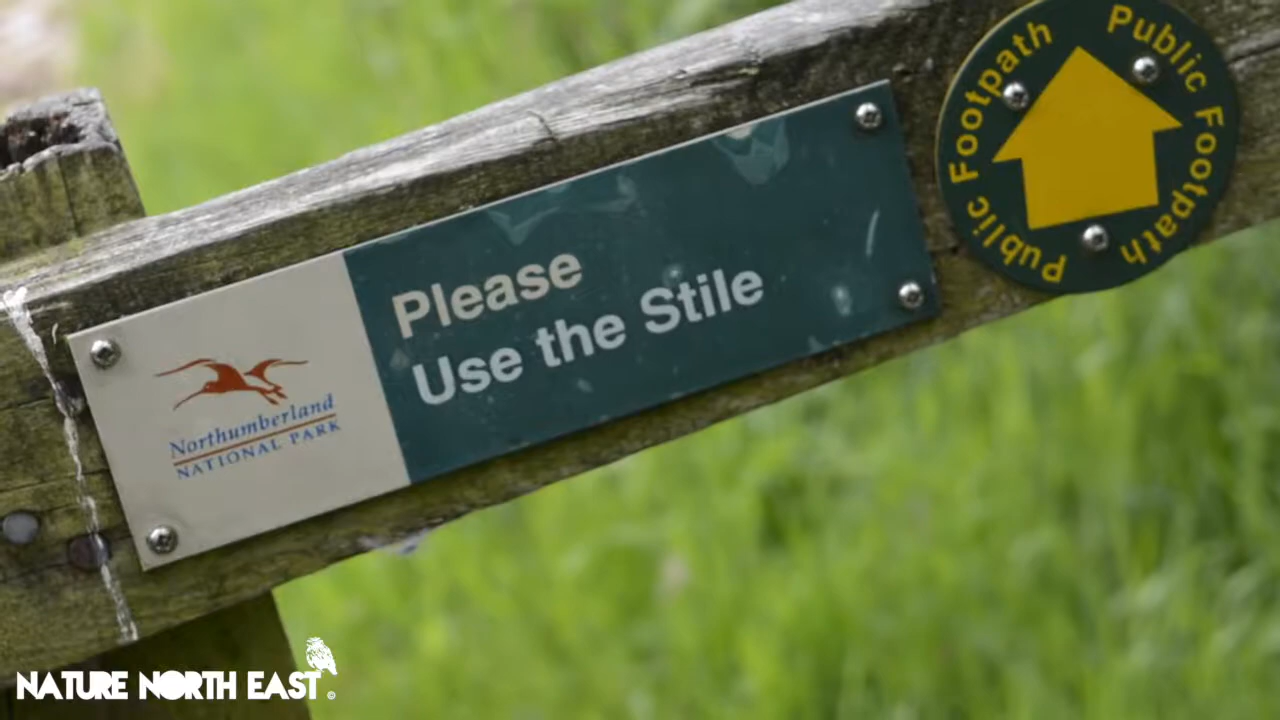 Public Footpath
Public Footpath
Please
Use the Stile
Northumberland
NATIONAL PARK
NATURE NORTH EAST
©